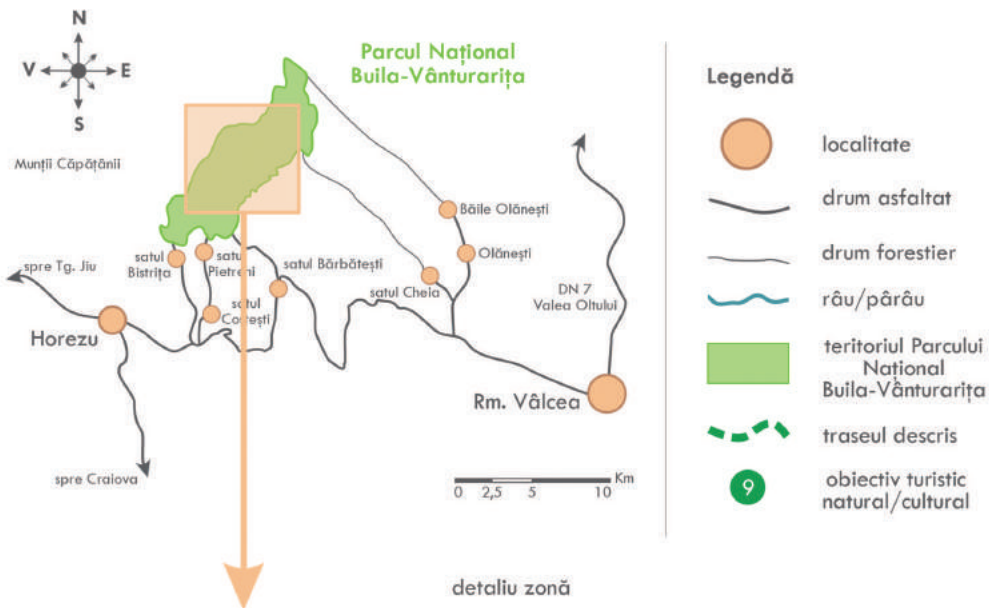 N
V
E
S
Parcul Național
Buila-Vânturarița
Munții Căpățânii
Băile Olănești
Olănești
satul
Bistrița
satul
Pietreni
satul Bărbătești
satul Cheia
satul
Costești
spre Tg. Jiu
DN 7
Valea Oltului
Horezu
Rm. Vâlcea
spre Craiova
0 2,5 5 10 Km
detaliu zonă
Legendă
localitate
drum asfaltat
drum forestier
râu/pârâu
teritoriul Parcului
Național
Buila-Vânturarița
traseul descris
9
obiectiv turistic
natural/cultural